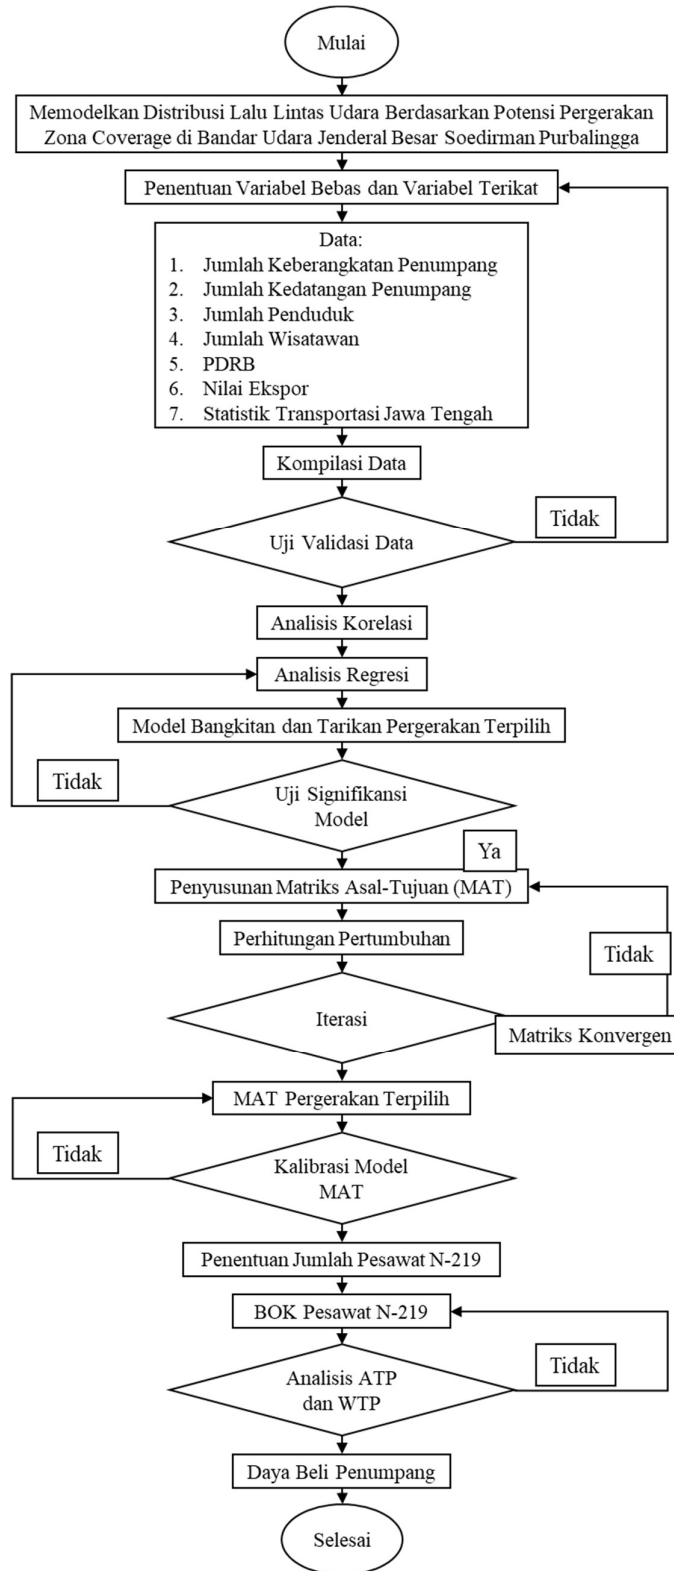 Mulai
Memodelkan Distribusi Lalu Lintas Udara Berdasarkan Potensi Pergerakan
Zona Coverage di Bandar Udara Jenderal Besar Soedirman Purbalingga
Penentuan Variabel Bebas dan Variabel Terikat
Data:
1. Jumlah Keberangkatan Penumpang
2. Jumlah Kedatangan Penumpang
3. Jumlah Penduduk
4. Jumlah Wisatawan
5. PDRB
6. Nilai Ekspor
7. Statistik Transportasi Jawa Tengah
Kompilasi Data
Tidak
Uji Validasi Data
Analisis Korelasi
Analisis Regresi
Model Bangkitan dan Tarikan Pergerakan Terpilih
Tidak
Uji Signifikansi
Model
Ya
Penyusunan Matriks Asal-Tujuan (MAT)
Perhitungan Pertumbuhan
Tidak
Iterasi
Matriks Konvergen
MAT Pergerakan Terpilih
Tidak
Kalibrasi Model
MAT
Penentuan Jumlah Pesawat N-219
BOK Pesawat N-219
Tidak
Analisis ATP
dan WTP
Daya Beli Penumpang
Selesai